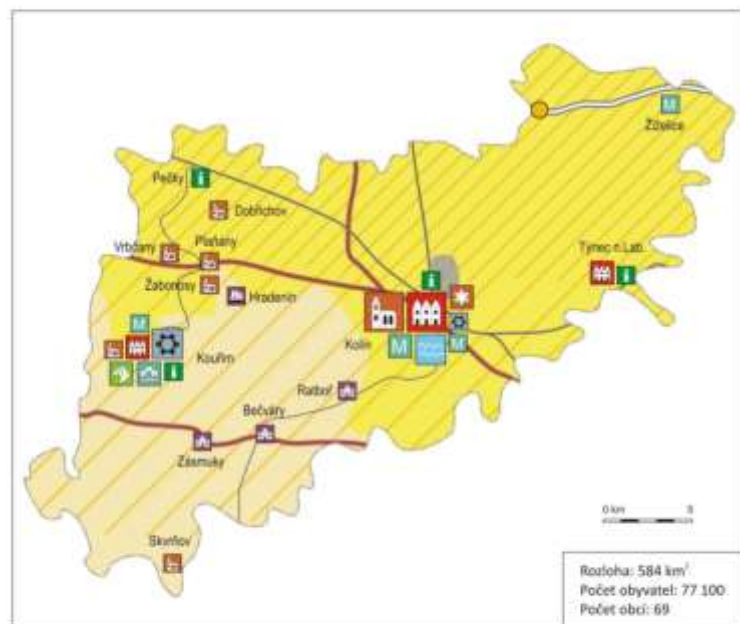 Žiželice
Pečky
Dobřichov
Vrbčany
Plaňany
Týnec n.Lab.
Žabonosy
Hradenín
M
Kouřim
Kolín
M
M
Ratboř
Bečváry
Zásmuky
Skvrňov
0 km 5
Rozloha: 584 km²
Počet obyvatel: 77 100
Počet obcí: 69